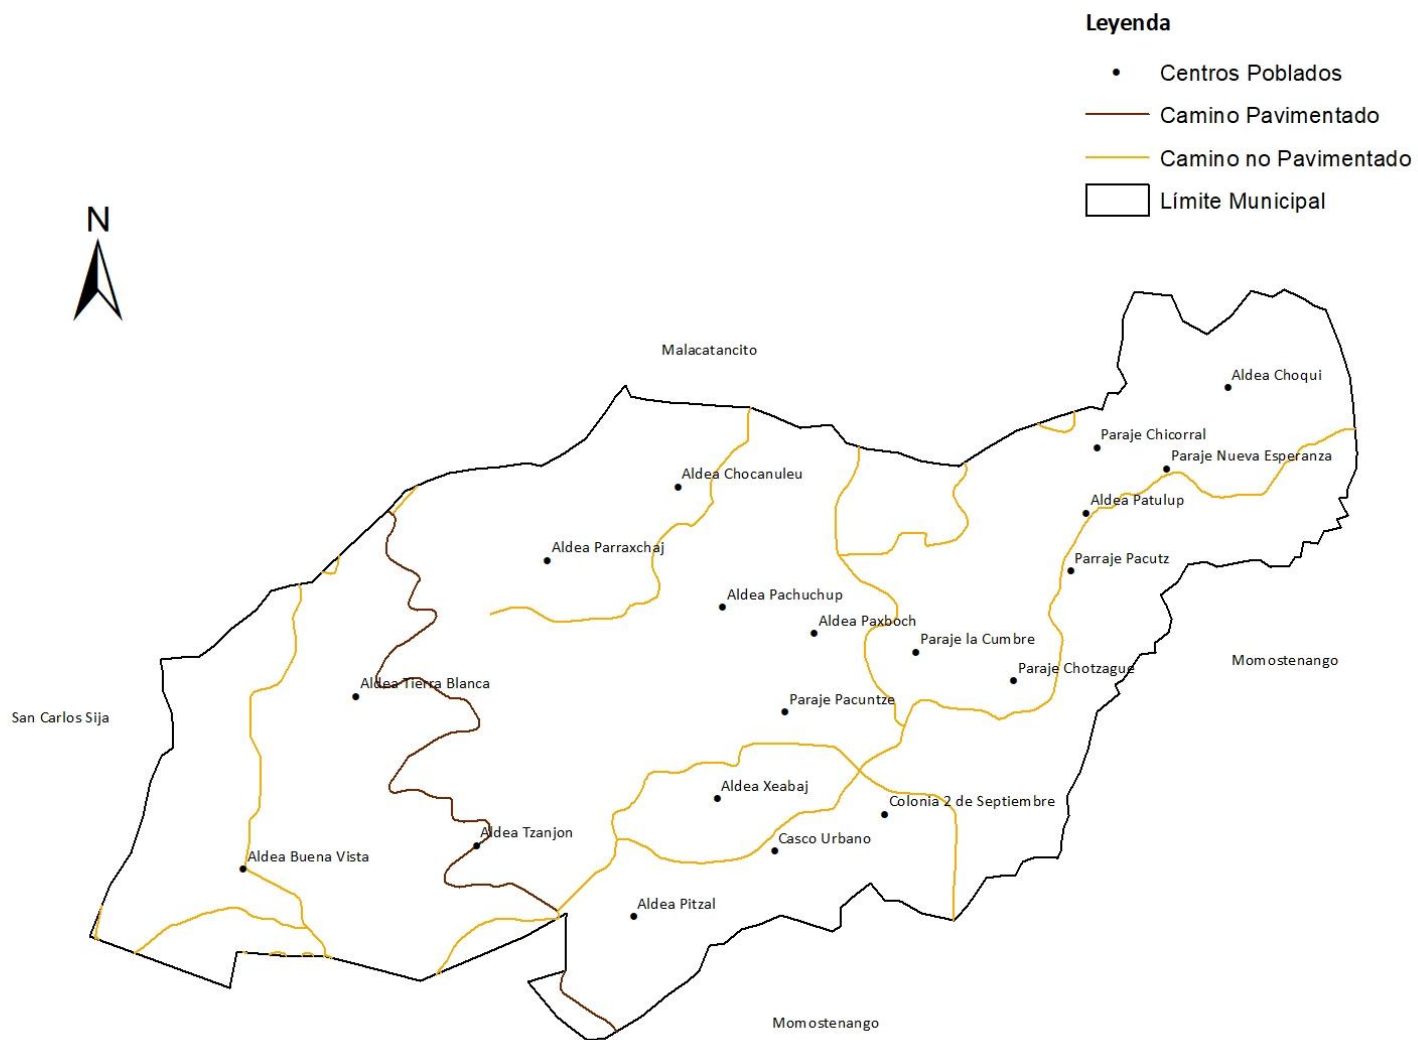 Leyenda
Centros Poblados
Camino Pavimentado
Camino no Pavimentado
Límite Municipal
N
Malacatancito
Aldea Choqui
Paraje Chicorral
Paraje Nueva Esperanza
Aldea Chocanuleu
Aldea Patulup
Aldea Parraxchaj
Parraje Pacutz
Aldea Pachuchup
Aldea Paxboch
Paraje la Cumbre
Momostenango
Paraje Chotzague
Aldea Tierra Blanca
Paraje Pacuntze
San Carlos Sija
Aldea Xeabaj
Colonia 2 de Septiembre
Aldea Tzanjon
Casco Urbano
Aldea Buena Vista
Aldea Pitzal
Momostenango